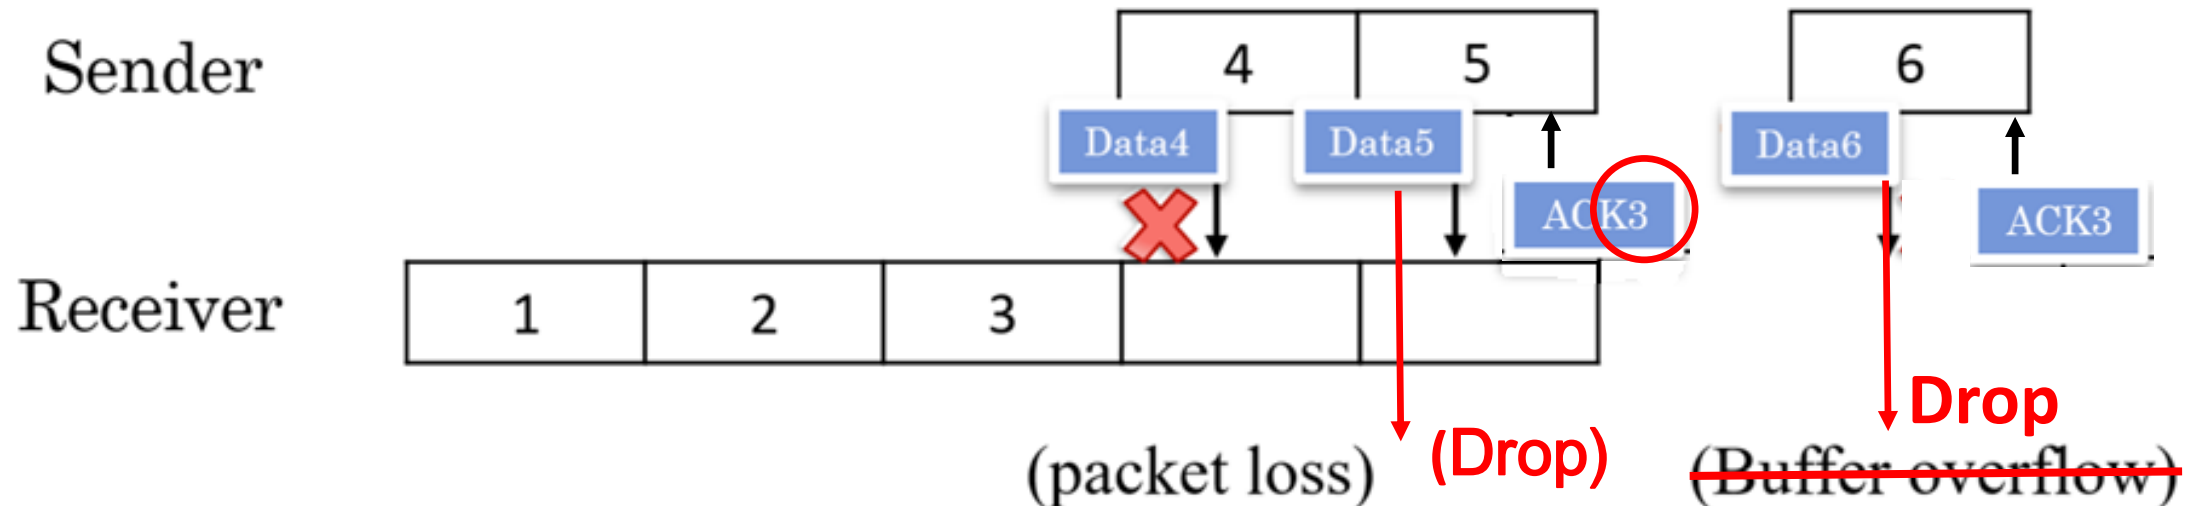 Sender
4 5 6
Data4 Data5 Data6
ACK3 ACK3
Receiver
1 2 3
Drop
(packet loss) (Drop) (Buffer overflow)